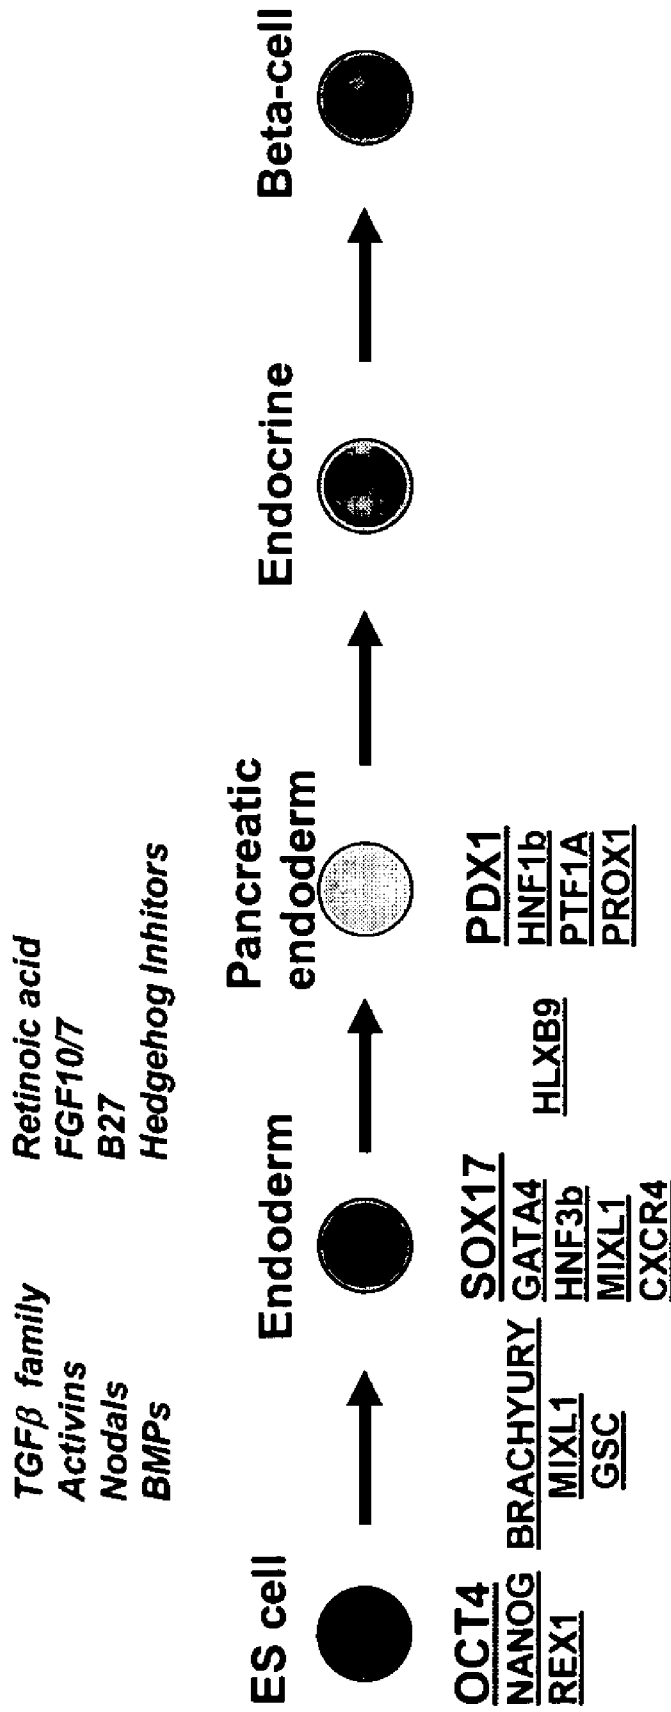 TGFβ family
Activins
Nodals
BMPs
Retinoic acid
FGF10/7
B27
Hedgehog Inhitors
ES cell
Endoderm
Pancreatic
endoderm
Endocrine
Beta-cell
OCT4
NANOG
REX1
BRACHYURY
MIXL1
GSC
SOX17
GATA4
HNF3b
MIXL1
CXCR4
HLXB9
PDX1
HNF1b
PTF1A
PROX1